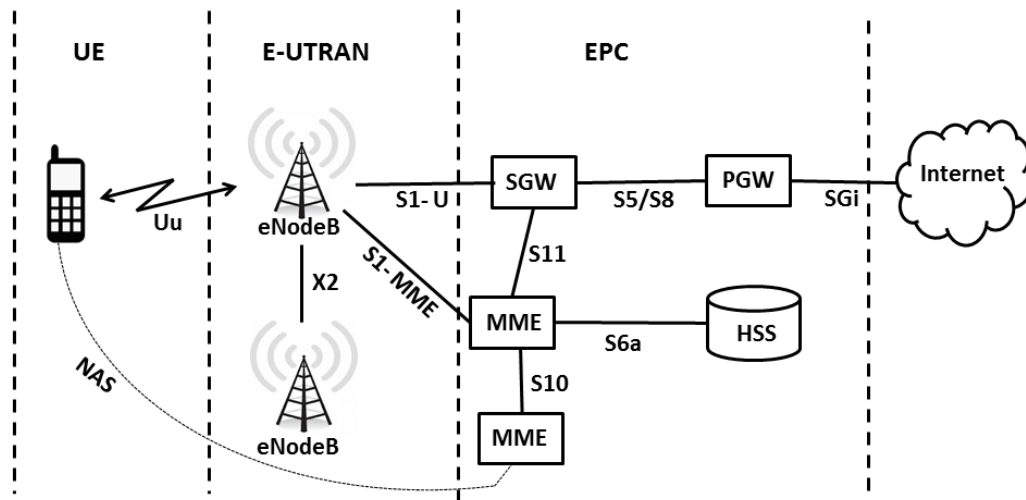 UE
E-UTRAN
EPC
Uu
eNodeB
S1- U
SGW
S5/S8
PGW
SGi
Internet
X2
S1- MME
S11
MME
S6a
HSS
S10
NAS
eNodeB
MME